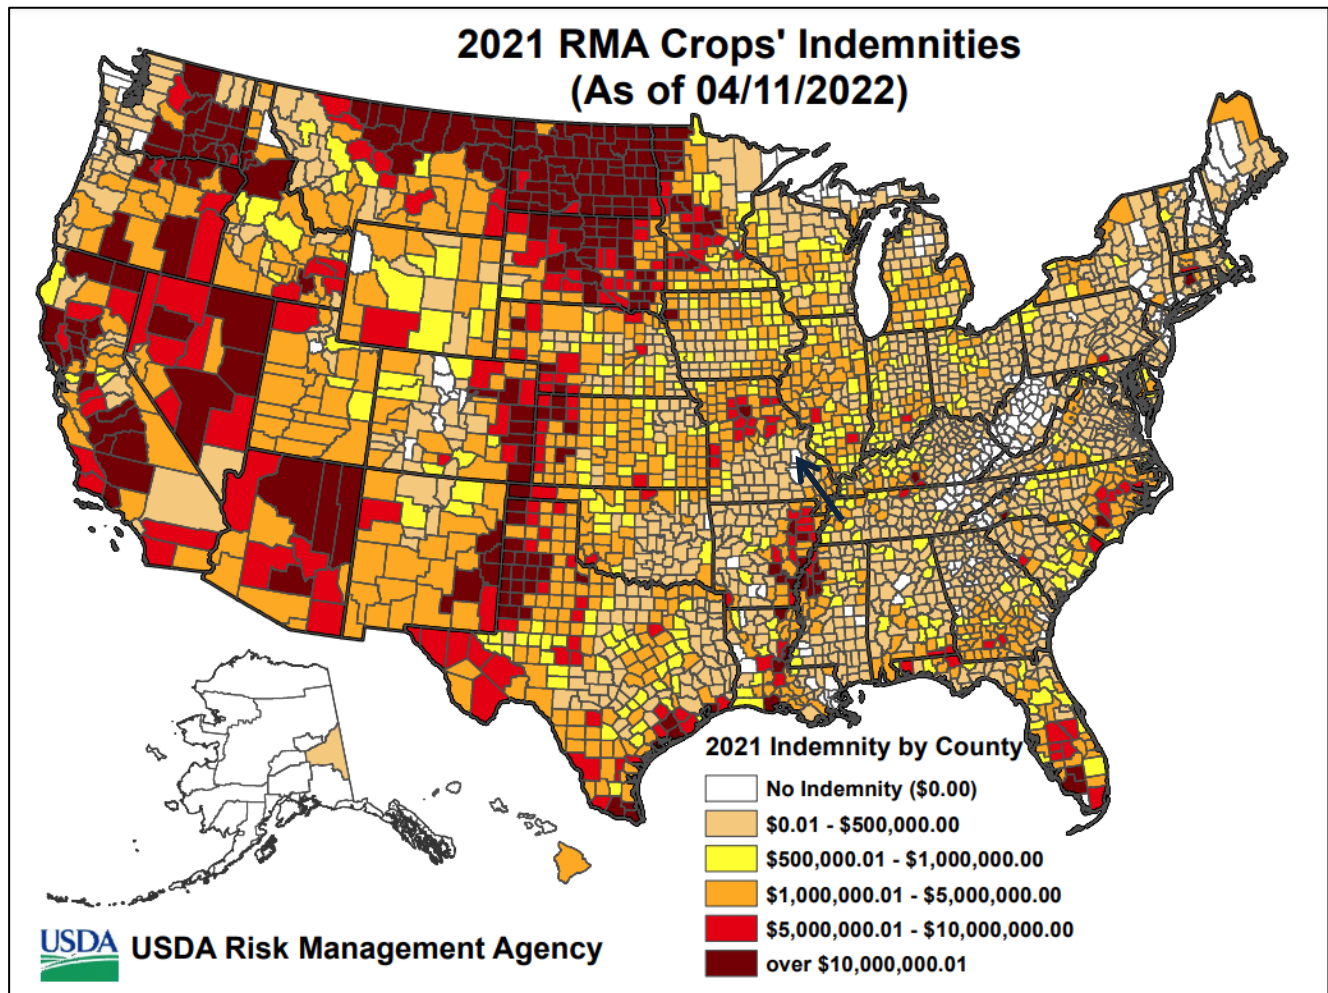 2021 RMA Crops' Indemnities
(As of 04/11/2022)
2021 Indemnity by County
No Indemnity ($0.00)
$0.01 - $500,000.00
$500,000.01 - $1,000,000.00
$1,000,000.01 - $5,000,000.00
$5,000,000.01 - $10,000,000.00
over $10,000,000.01
USDA USDA Risk Management Agency